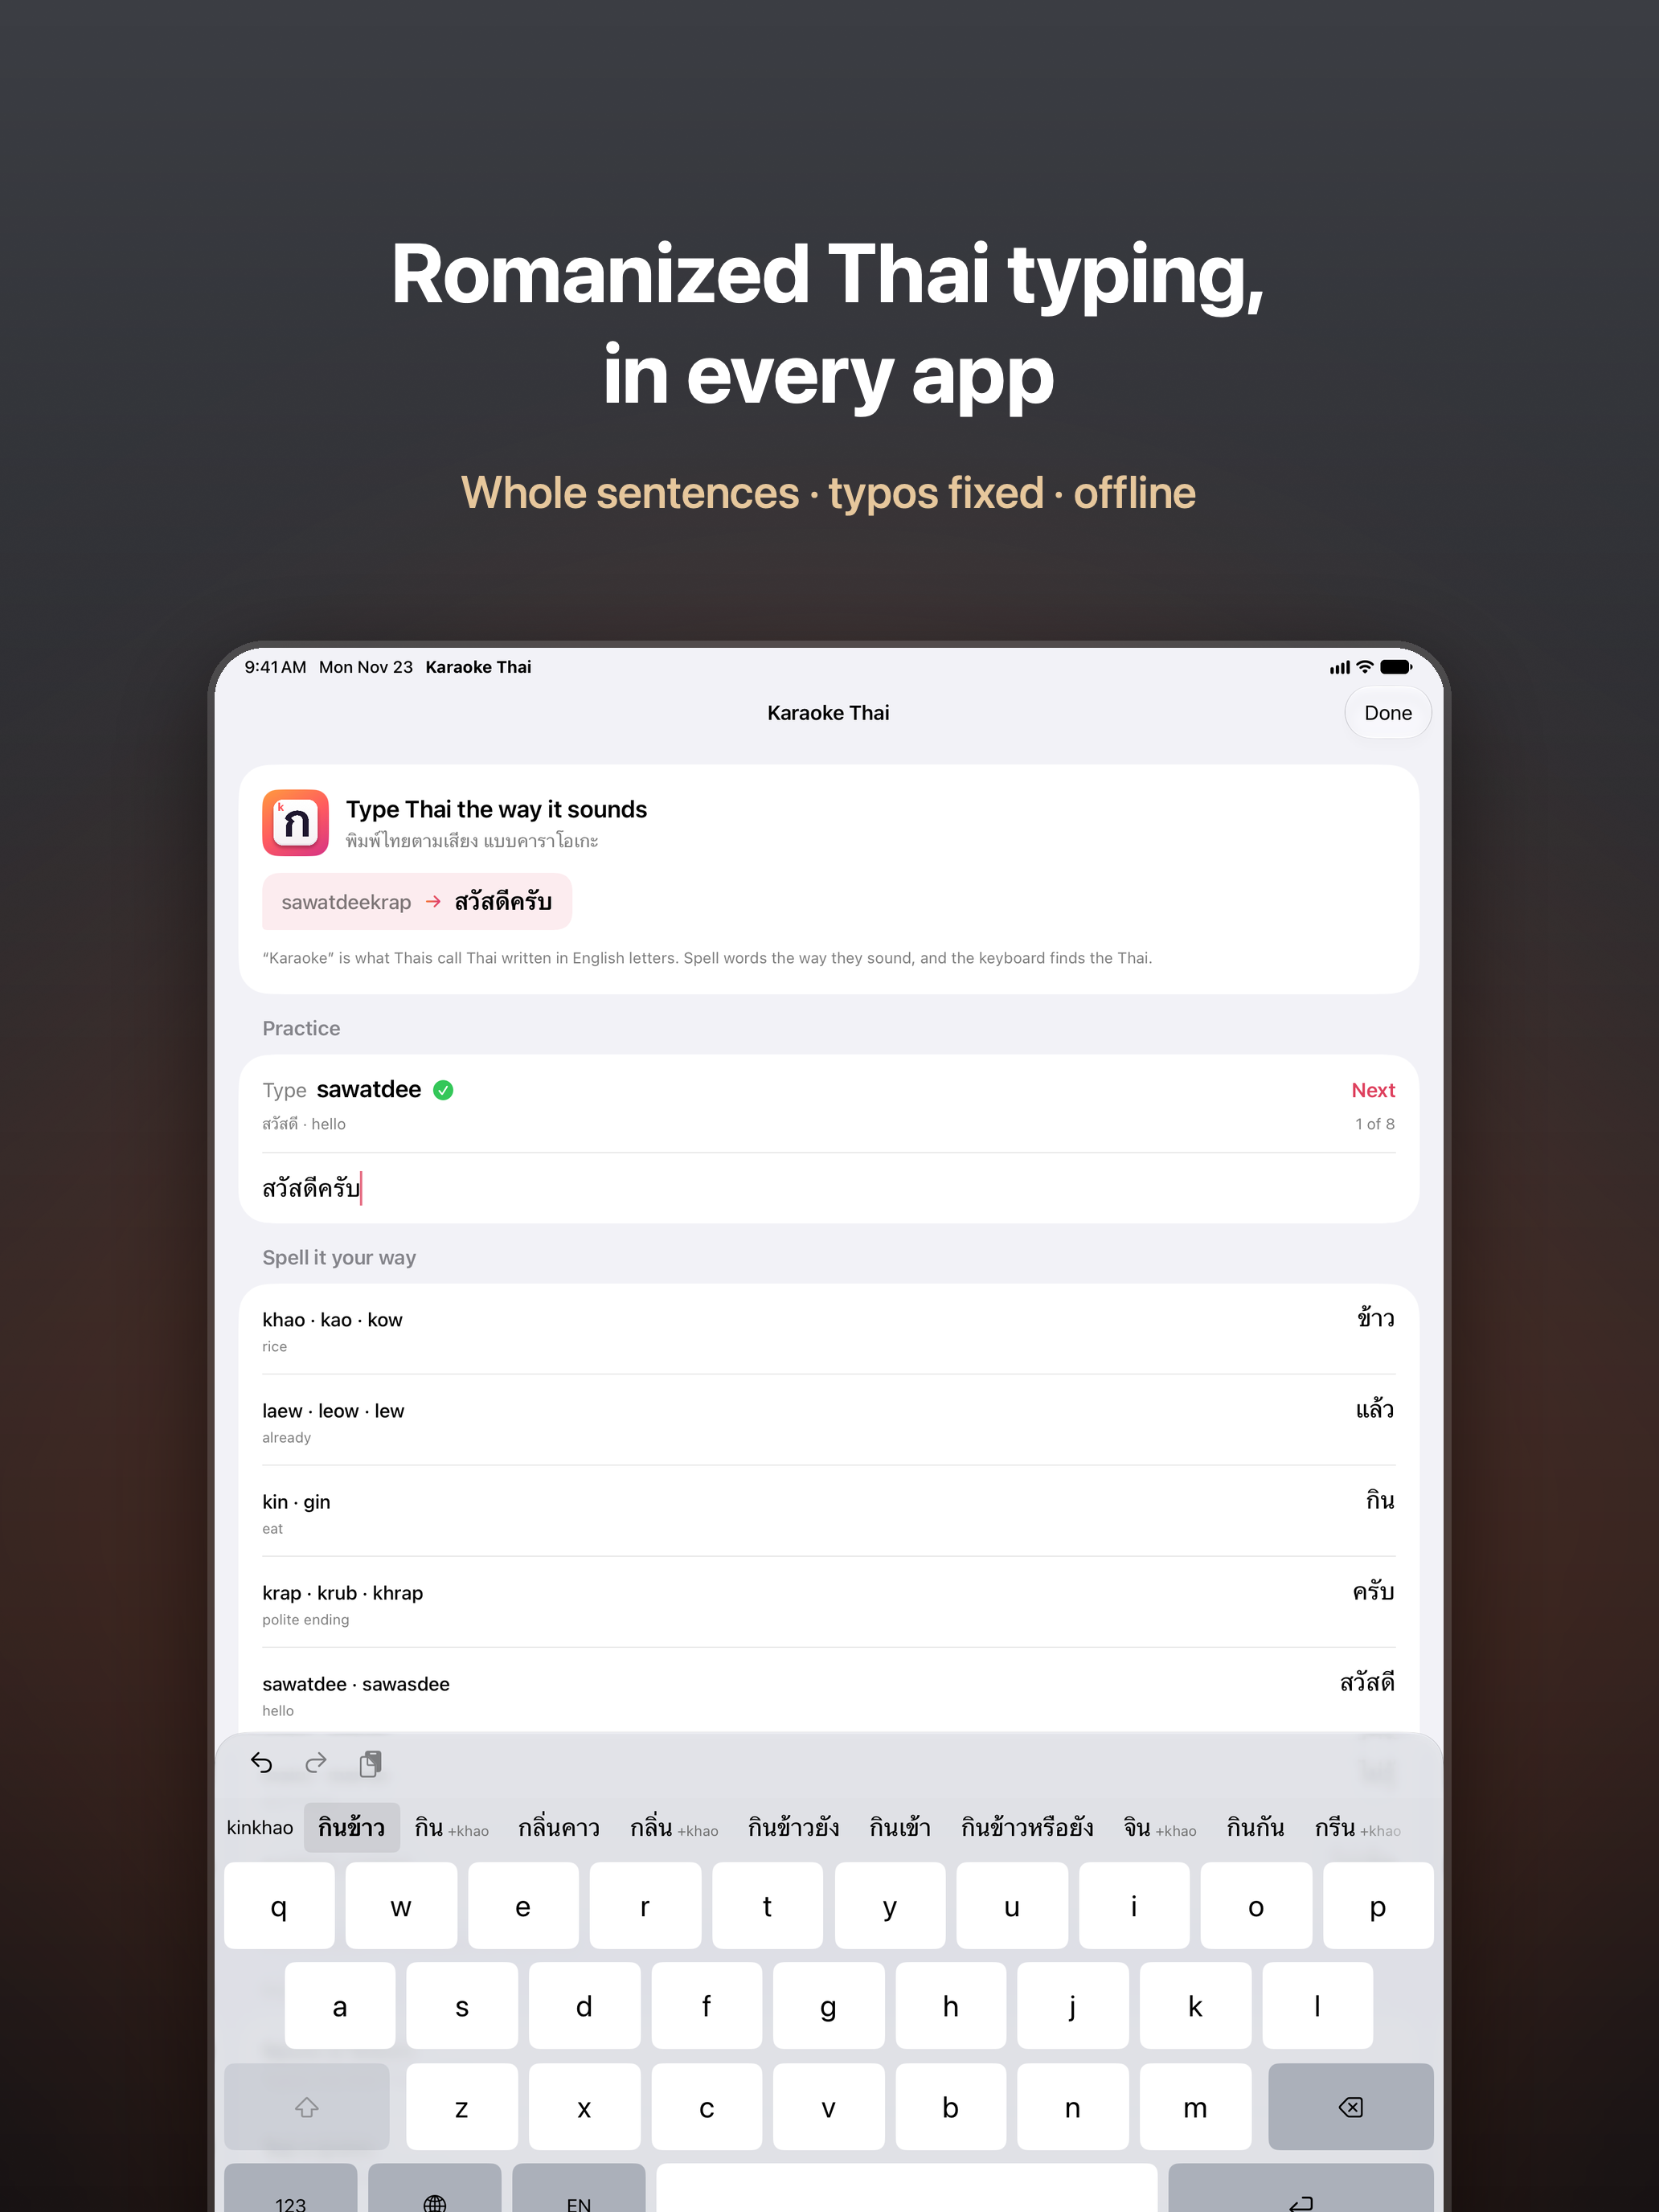 Romanized Thai typing,
in every app
Whole sentences · typos fixed · offline
9:41 AM Mon Nov 23 Karaoke Thai
Karaoke Thai
Done
k
ก
Type Thai the way it sounds
พิมพ์ไทยตามเสียง แบบคาราโอเกะ
sawatdeekrap → สวัสดีครับ
“Karaoke” is what Thais call Thai written in English letters. Spell words the way they sound, and the keyboard finds the Thai.
Practice
Type sawatdee
Next
สวัสดี · hello
1 of 8
สวัสดีครับ
Spell it your way
khao · kao · kow
ข้าว
rice
laew · leow · lew
แล้ว
already
kin · gin
กิน
eat
krap · krub · khrap
ครับ
polite ending
sawatdee · sawasdee
สวัสดี
hello
kinkhao กินข้าว กิน +khao กลิ่นคาว กลิ่น +khao กินข้าวยัง กินเข้า กินข้าวหรือยัง จิน +khao กินกัน กรีน +khao
q w e r t y u i o p
a s d f g h j k l
z x c v b n m
123 EN